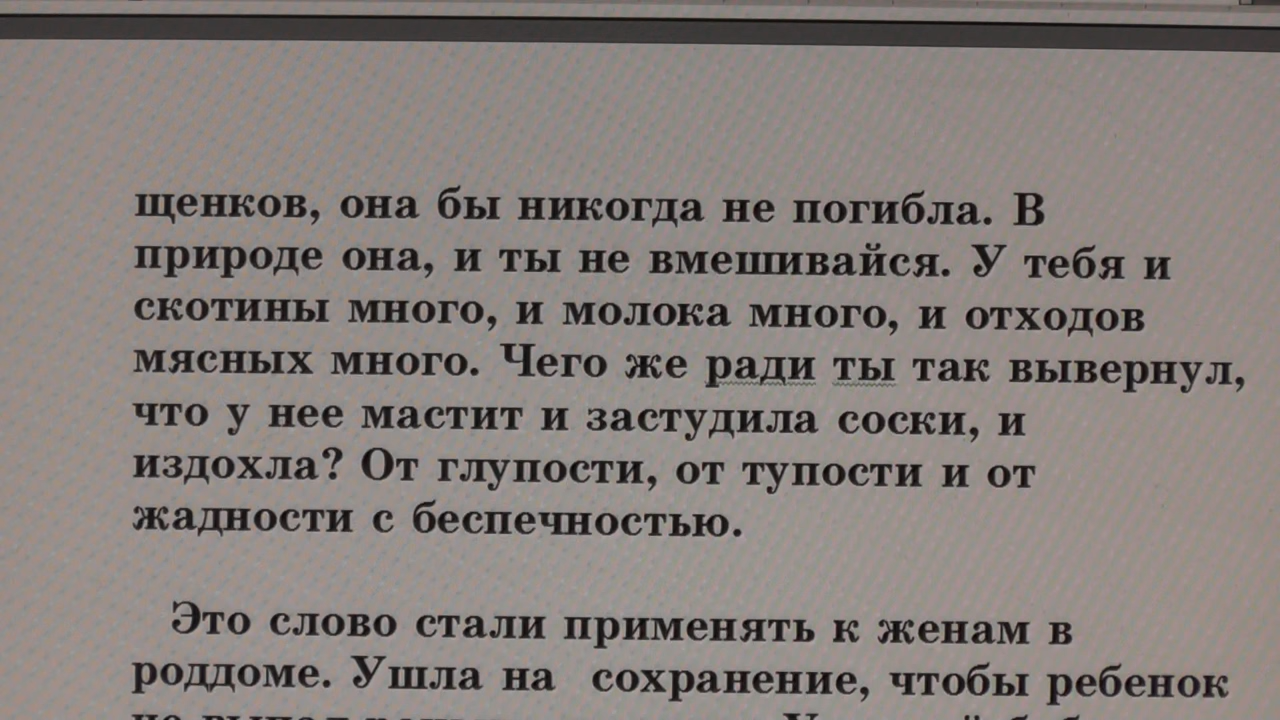 щенков, она бы никогда не погибла. В
природе она, и ты не вмешивайся. У тебя и
скотины много, и молока много, и отходов
мясных много. Чего же ради ты так вывернул,
что у нее мастит и застудила соски, и
издохла? От глупости, от тупости и от
жадности с беспечностью.
Это слово стали применять к женам в
роддоме. Ушла на сохранение, чтобы ребенок